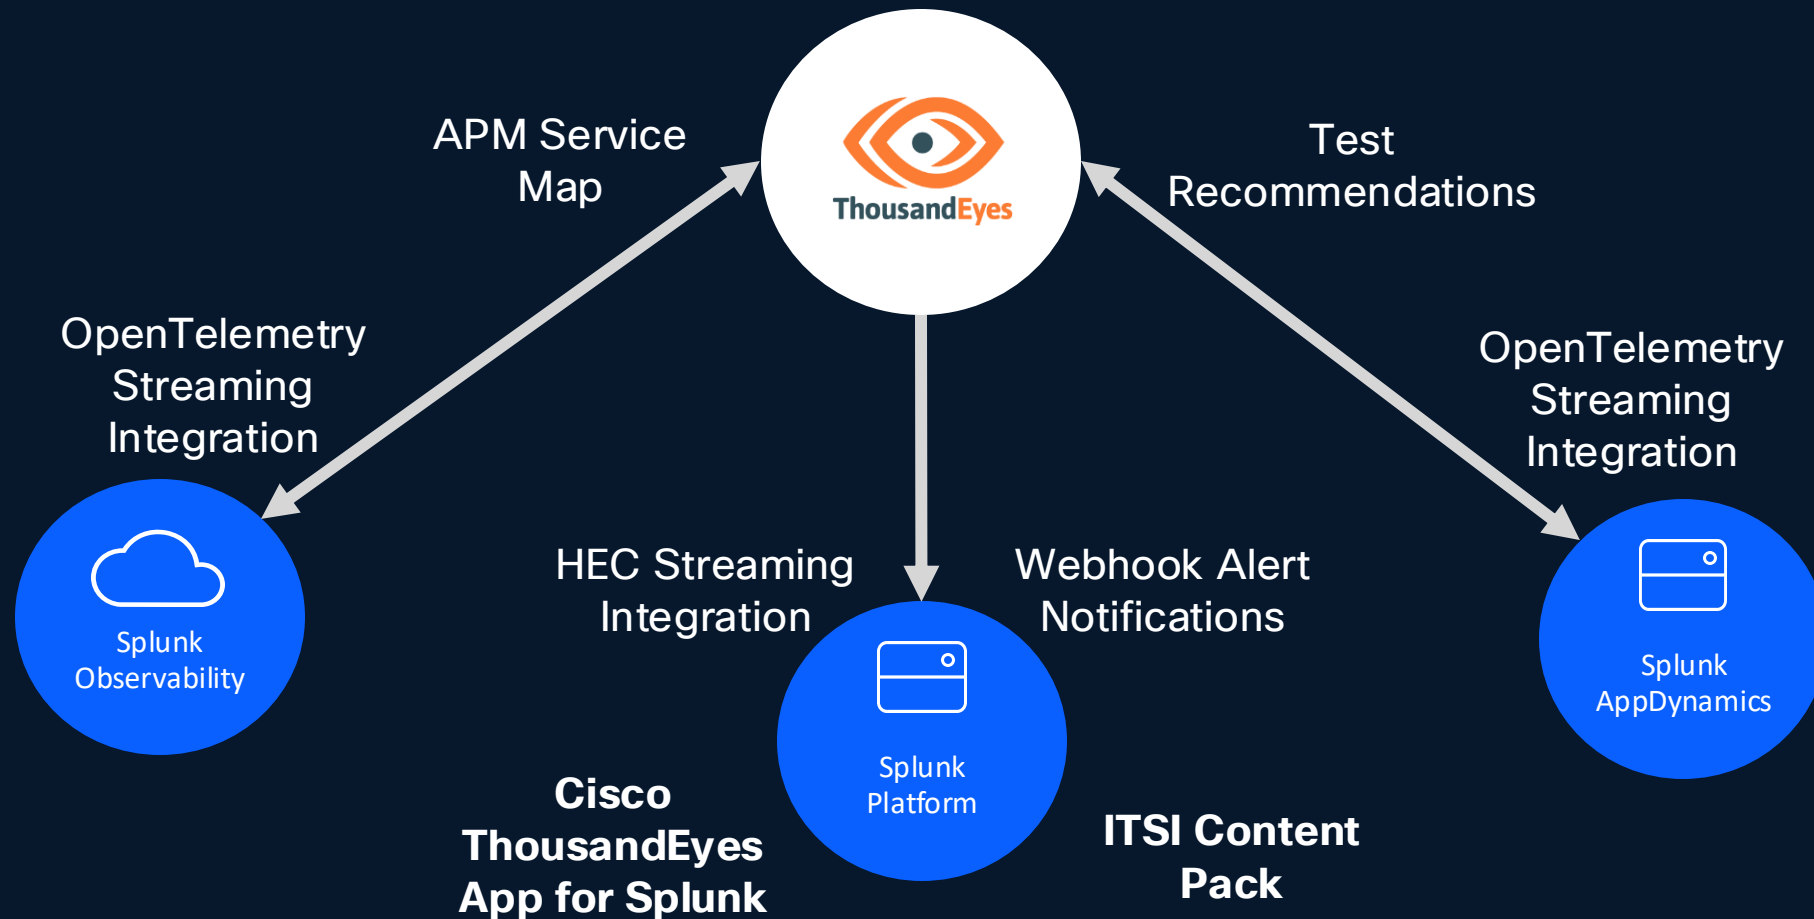 ThousandEyes
APM Service
Map
Test
Recommendations
OpenTelemetry
Streaming
Integration
OpenTelemetry
Streaming
Integration
HEC Streaming
Integration
Webhook Alert
Notifications
Splunk
Observability
Splunk
Platform
Splunk
AppDynamics
Cisco
ThousandEyes
App for Splunk
ITSI Content
Pack